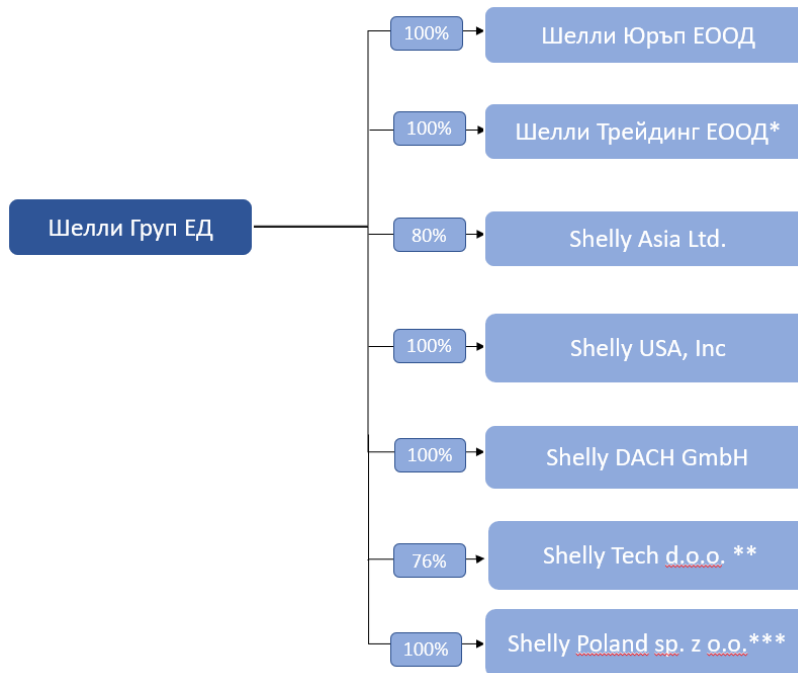 100%
Шелли Юръп ЕООД
100%
Шелли Трейдинг ЕООД*
Шелли Груп ЕД
80%
Shelly Asia Ltd.
100%
Shelly USA, Inc
100%
Shelly DACH GmbH
76%
Shelly Tech d.o.o. **
100%
Shelly Poland sp. z o.o.***